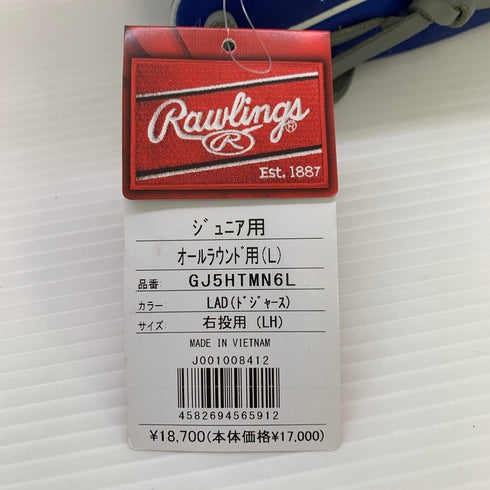 Rawlings®
R
Est. 1887
ジュニア用
オールラウンド用(L)
品番: GJ5HTMN6L
カラー: LAD(ドジャース)
サイズ: 右投用 (LH)
MADE IN VIETNAM
J001008412
4582694565912
¥18,700(本体価格¥17,000)